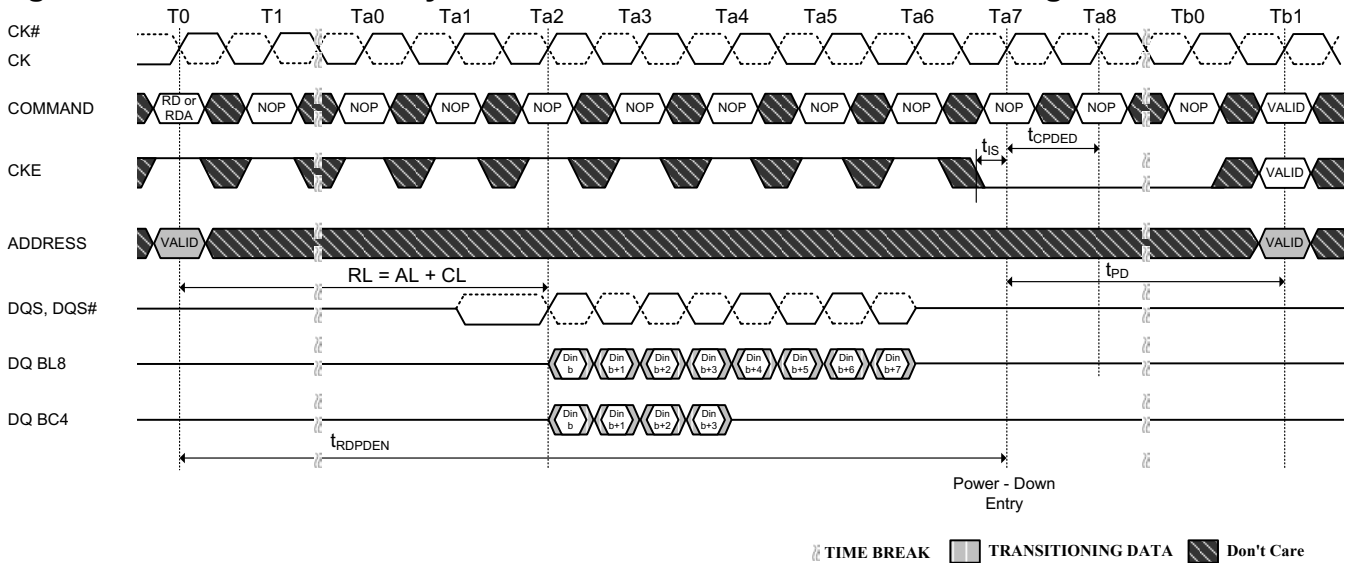 T0 T1 Ta0 Ta1 Ta2 Ta3 Ta4 Ta5 Ta6 Ta7 Ta8 Tb0 Tb1
CK#
CK
COMMAND
RD or
RDA
NOP NOP NOP NOP NOP NOP NOP NOP NOP NOP NOP VALID
tIS
tCPDED
CKE
VALID
ADDRESS
VALID
VALID
RL = AL + CL
tPD
DQS, DQS#
DQ BL8
Din Din Din Din Din Din Din Din
b b+1 b+2 b+3 b+4 b+5 b+6 b+7
DQ BC4
Din Din Din Din
b b+1 b+2 b+3
tRDPDEN
Power - Down
Entry
TIME BREAK TRANSITIONING DATA Don't Care